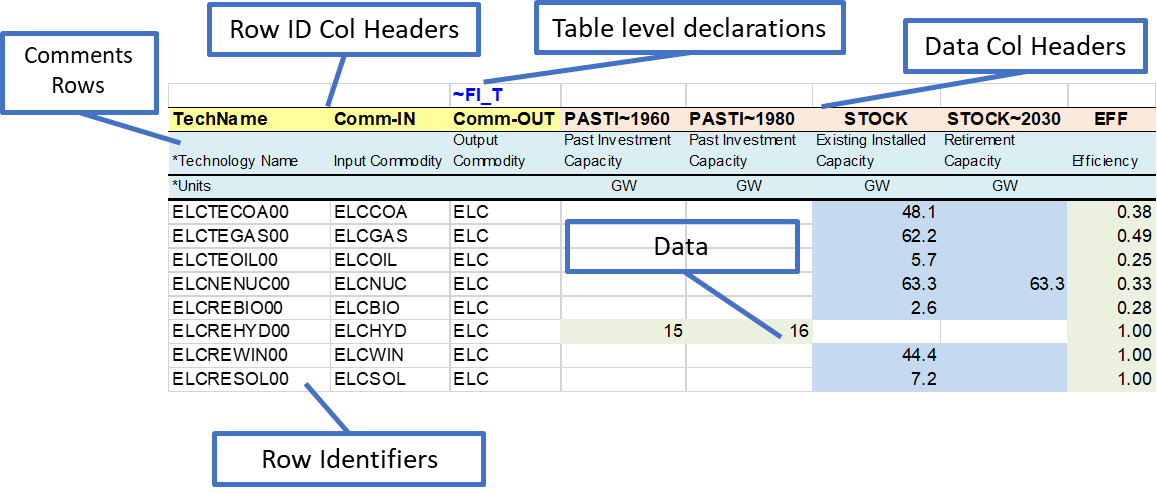 Row ID Col Headers
Table level declarations
Data Col Headers
Comments
Rows
~FI_T
TechName Comm-IN Comm-OUT PASTI~1960 PASTI~1980 STOCK STOCK~2030 EFF
Output Past Investment Past Investment Existing Installed Retirement
*Technology Name Input Commodity Commodity Capacity Capacity Capacity Capacity Efficiency
*Units GW GW GW GW
ELCTECOA00 ELCCOA ELC 48.1 0.38
ELCTEGAS00 ELCGAS ELC 62.2 0.49
Data
ELCTEOIL00 ELCOIL ELC 5.7 0.25
ELCNENUC00 ELCNUC ELC 63.3 63.3 0.33
ELCREBIO00 ELCBIO ELC 2.6 0.28
ELCREHYD00 ELCHYD ELC 15 16 1.00
ELCREWIN00 ELCWIN ELC 44.4 1.00
ELCRESOL00 ELCSOL ELC 7.2 1.00
Row Identifiers